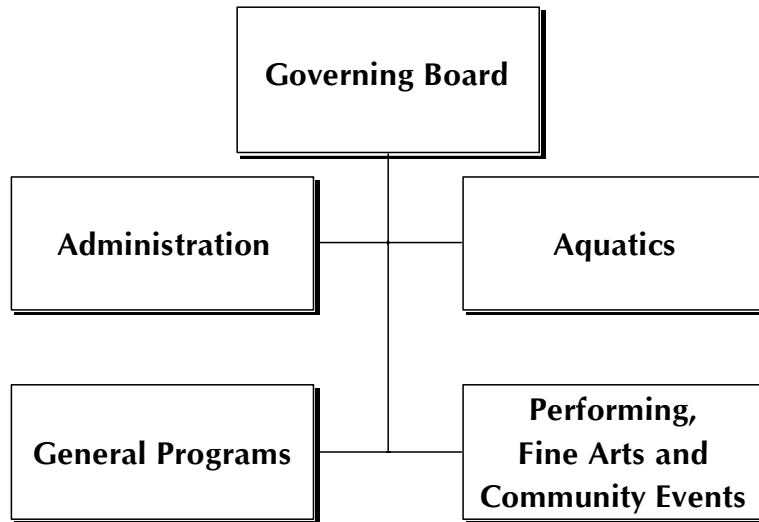 Governing Board
Administration
Aquatics
General Programs
Performing,
Fine Arts and
Community Events